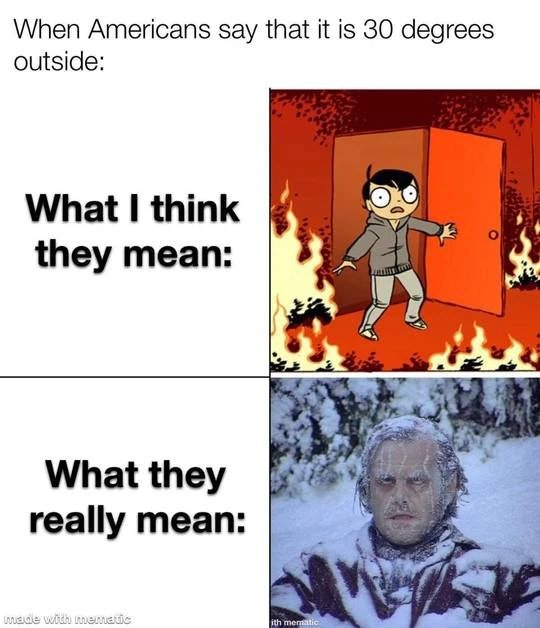 When Americans say that it is 30 degrees
outside:
What I think
they mean:
What they
really mean:
made with mematic
ith mematic